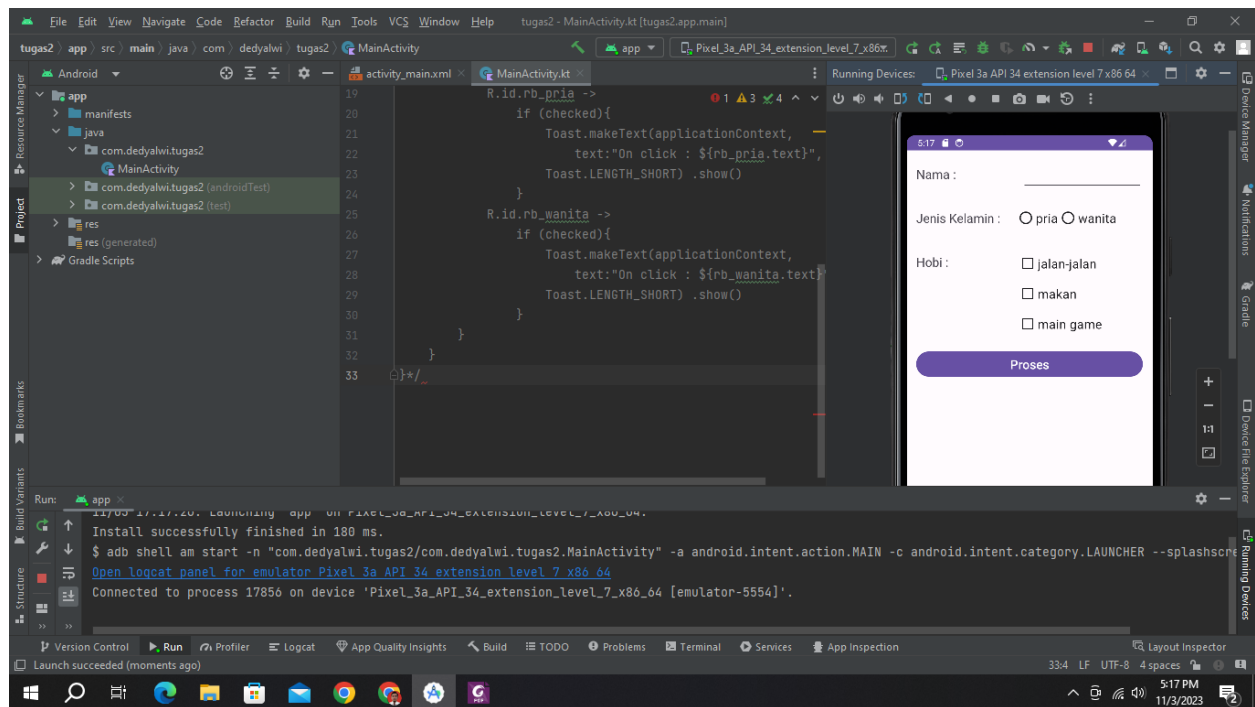 File Edit View Navigate Code Refactor Build Run Tools VCS Window Help tugas2 - MainActivity.kt [tugas2.app.main]
tugas2 app src main java com dedyalwi tugas2 MainActivity app Pixel_3a_API_34_extension_level_7_x86
Android activity_main.xml MainActivity.kt Running Devices: Pixel 3a API 34 extension level 7 x86 64
app
manifests
java
com.dedyalwi.tugas2
MainActivity
com.dedyalwi.tugas2 (androidTest)
com.dedyalwi.tugas2 (test)
res
res (generated)
Gradle Scripts
Resource Manager
Project
Bookmarks
Build Variants
Structure
1 3 4
19 R.id.rb_pria ->
20 if (checked){
21 Toast.makeText(applicationContext,
22 text:"On click : ${rb_pria.text}",
23 Toast.LENGTH_SHORT) .show()
24 }
25 R.id.rb_wanita ->
26 if (checked){
27 Toast.makeText(applicationContext,
28 text:"On click : ${rb_wanita.text}
29 Toast.LENGTH_SHORT) .show()
30 }
31 }
32 }
33 }*/
5:17
Nama :
Jenis Kelamin : pria wanita
Hobi : jalan-jalan
makan
main game
Proses
1:1
Device Manager
Notifications
Gradle
Device File Explorer
Running Devices
Run: app
Install successfully finished in 180 ms.
$ adb shell am start -n "com.dedyalwi.tugas2/com.dedyalwi.tugas2.MainActivity" -a android.intent.action.MAIN -c android.intent.category.LAUNCHER --splashscre
Open logcat panel for emulator Pixel 3a API 34 extension level 7 x86 64
Connected to process 17856 on device 'Pixel_3a_API_34_extension_level_7_x86_64 [emulator-5554]'.
Version Control Run Profiler Logcat App Quality Insights Build TODO Problems Terminal Services App Inspection Layout Inspector
Launch succeeded (moments ago) 33:4 LF UTF-8 4 spaces
5:17 PM
11/3/2023
2